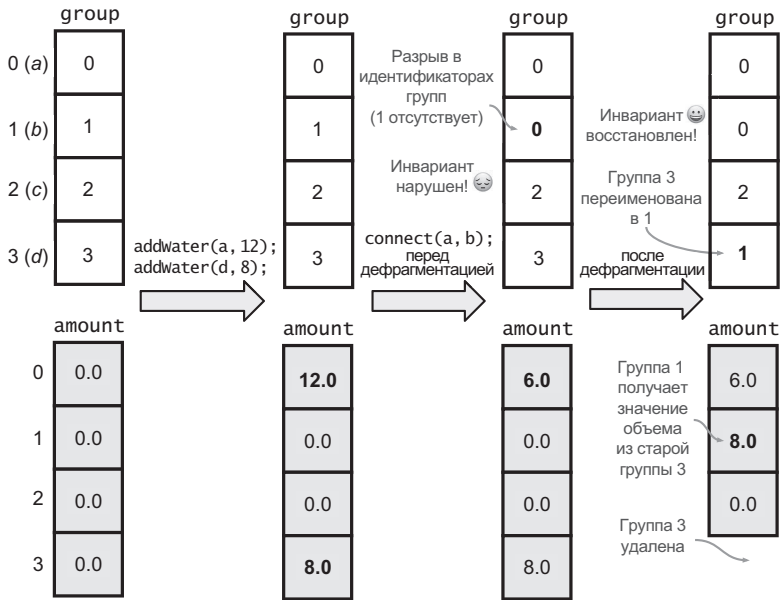 group
0 (a) 0
1 (b) 1
2 (c) 2
3 (d) 3
addWater(a, 12);
addWater(d, 8);
group
0
1
2
3
Разрыв в
идентификаторах
групп
(1 отсутствует)
Инвариант
нарушен!
connect(a, b);
перед
дефрагментацией
group
0
0
2
3
Инвариант
восстановлен!
Группа 3
переименована
в 1
после
дефрагментации
group
0
0
2
1
amount
0 0.0
1 0.0
2 0.0
3 0.0
amount
12.0
0.0
0.0
8.0
amount
6.0
0.0
0.0
8.0
Группа 1
получает
значение
объема
из старой
группы 3
Группа 3
удалена
amount
6.0
8.0
0.0